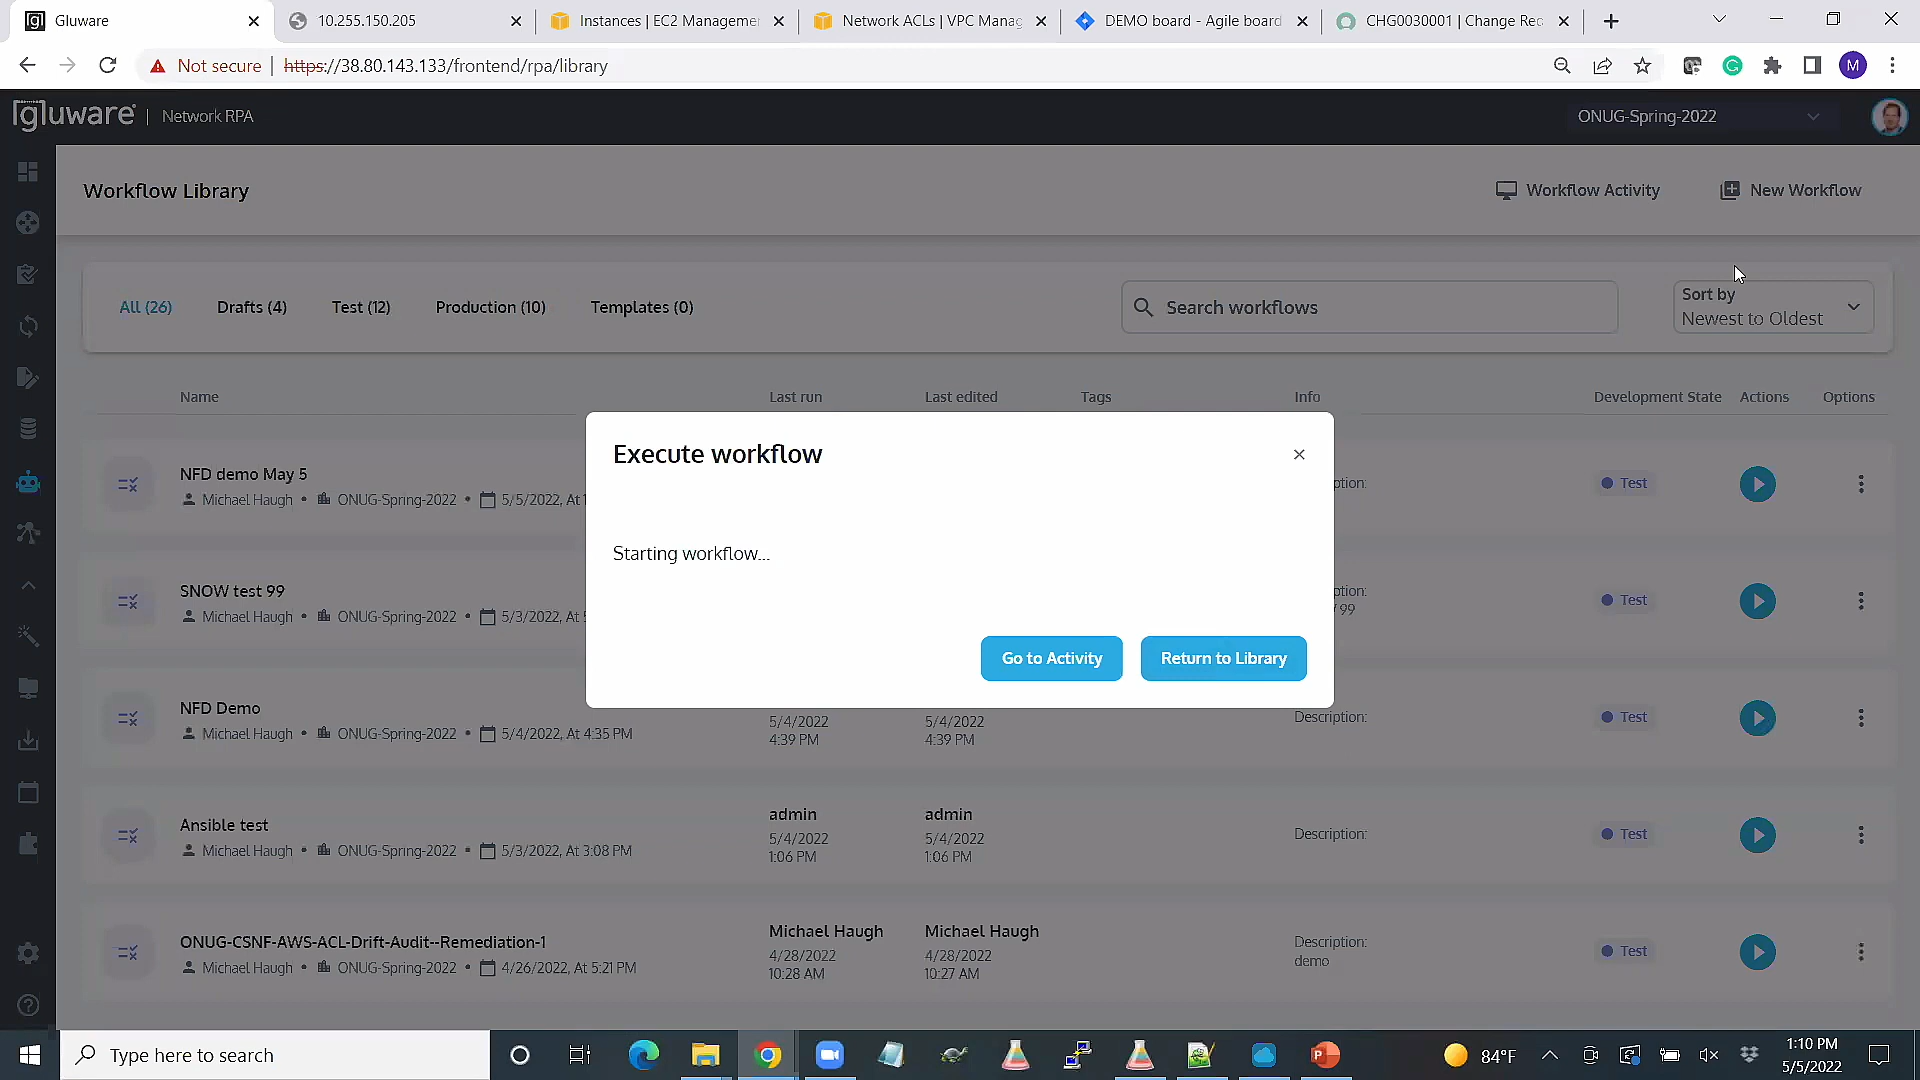 Gluware
10.255.150.205
Instances | EC2 Managemer
Network ACLs | VPC Manag
DEMO board - Agile board
CHG0030001 | Change Rec
Not secure | https://38.80.143.133/frontend/rpa/library
M
gluware | Network RPA
ONUG-Spring-2022
Workflow Library
Workflow Activity
New Workflow
All (26)
Drafts (4)
Test (12)
Production (10)
Templates (0)
Search workflows
Sort by
Newest to Oldest
Name
Last run
Last edited
Tags
Info
Development State
Actions
Options
Execute workflow
Starting workflow...
Go to Activity
Return to Library
NFD demo May 5
Michael Haugh • ONUG-Spring-2022 • 5/5/2022, At 1
ption:
Test
SNOW test 99
Michael Haugh • ONUG-Spring-2022 • 5/3/2022, At
ption:
99
Test
NFD Demo
Michael Haugh • ONUG-Spring-2022 • 5/4/2022, At 4:35 PM
5/4/2022
4:39 PM
5/4/2022
4:39 PM
Description:
Test
Ansible test
Michael Haugh • ONUG-Spring-2022 • 5/3/2022, At 3:08 PM
admin
5/4/2022
1:06 PM
admin
5/4/2022
1:06 PM
Description:
Test
ONUG-CSNF-AWS-ACL-Drift-Audit--Remediation-1
Michael Haugh • ONUG-Spring-2022 • 4/26/2022, At 5:21 PM
Michael Haugh
4/28/2022
10:28 AM
Michael Haugh
4/28/2022
10:27 AM
Description:
demo
Test
Type here to search
84°F
1:10 PM
5/5/2022